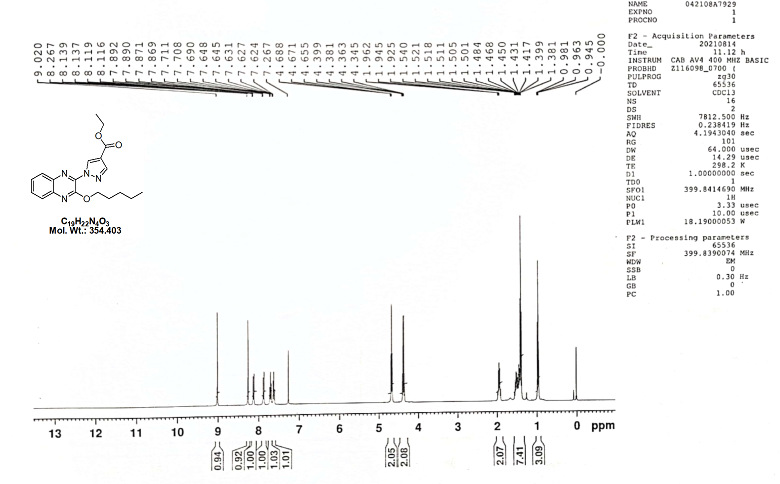 9.020
8.267
8.139
8.137
8.119
8.116
7.892
7.890
7.871
7.869
7.711
7.708
7.690
7.648
7.645
7.631
7.627
7.624
7.267
4.688
4.671
4.655
4.399
4.381
4.363
4.345
1.962
1.945
1.925
1.540
1.521
1.518
1.511
1.505
1.501
1.484
1.468
1.450
1.431
1.417
1.399
1.381
0.981
0.963
0.945
-0.000
NAME 042108A7929
EXPNO 1
PROCNO 1
F2 - Acquisition Parameters
Date_ 20210814
Time 11.12 h
INSTRUM CAB AV4 400 MHZ BASIC
PROBHD Z116098_0700 (
PULPROG zg30
TD 65536
SOLVENT CDCl3
NS 16
DS 2
SWH 7812.500 Hz
FIDRES 0.238419 Hz
AQ 4.1943040 sec
RG 101
DW 64.000 usec
DE 14.29 usec
TE 298.2 K
D1 1.00000000 sec
TD0 1
SFO1 399.8414690 MHz
NUC1 1H
P0 3.33 usec
P1 10.00 usec
PLW1 18.19000053 W
F2 - Processing parameters
SI 65536
SF 399.8390074 MHz
WDW EM
SSB 0
LB 0.30 Hz
GB 0
PC 1.00
O
O
N
N
N
N
O
C₁₉H₂₂N₄O₃
Mol. Wt.: 354.403
13 12 11 10 9 8 7 6 5 4 3 2 1 0 ppm
0.94
0.92
1.00
1.00
1.03
1.01
2.05
2.08
2.07
7.41
3.09